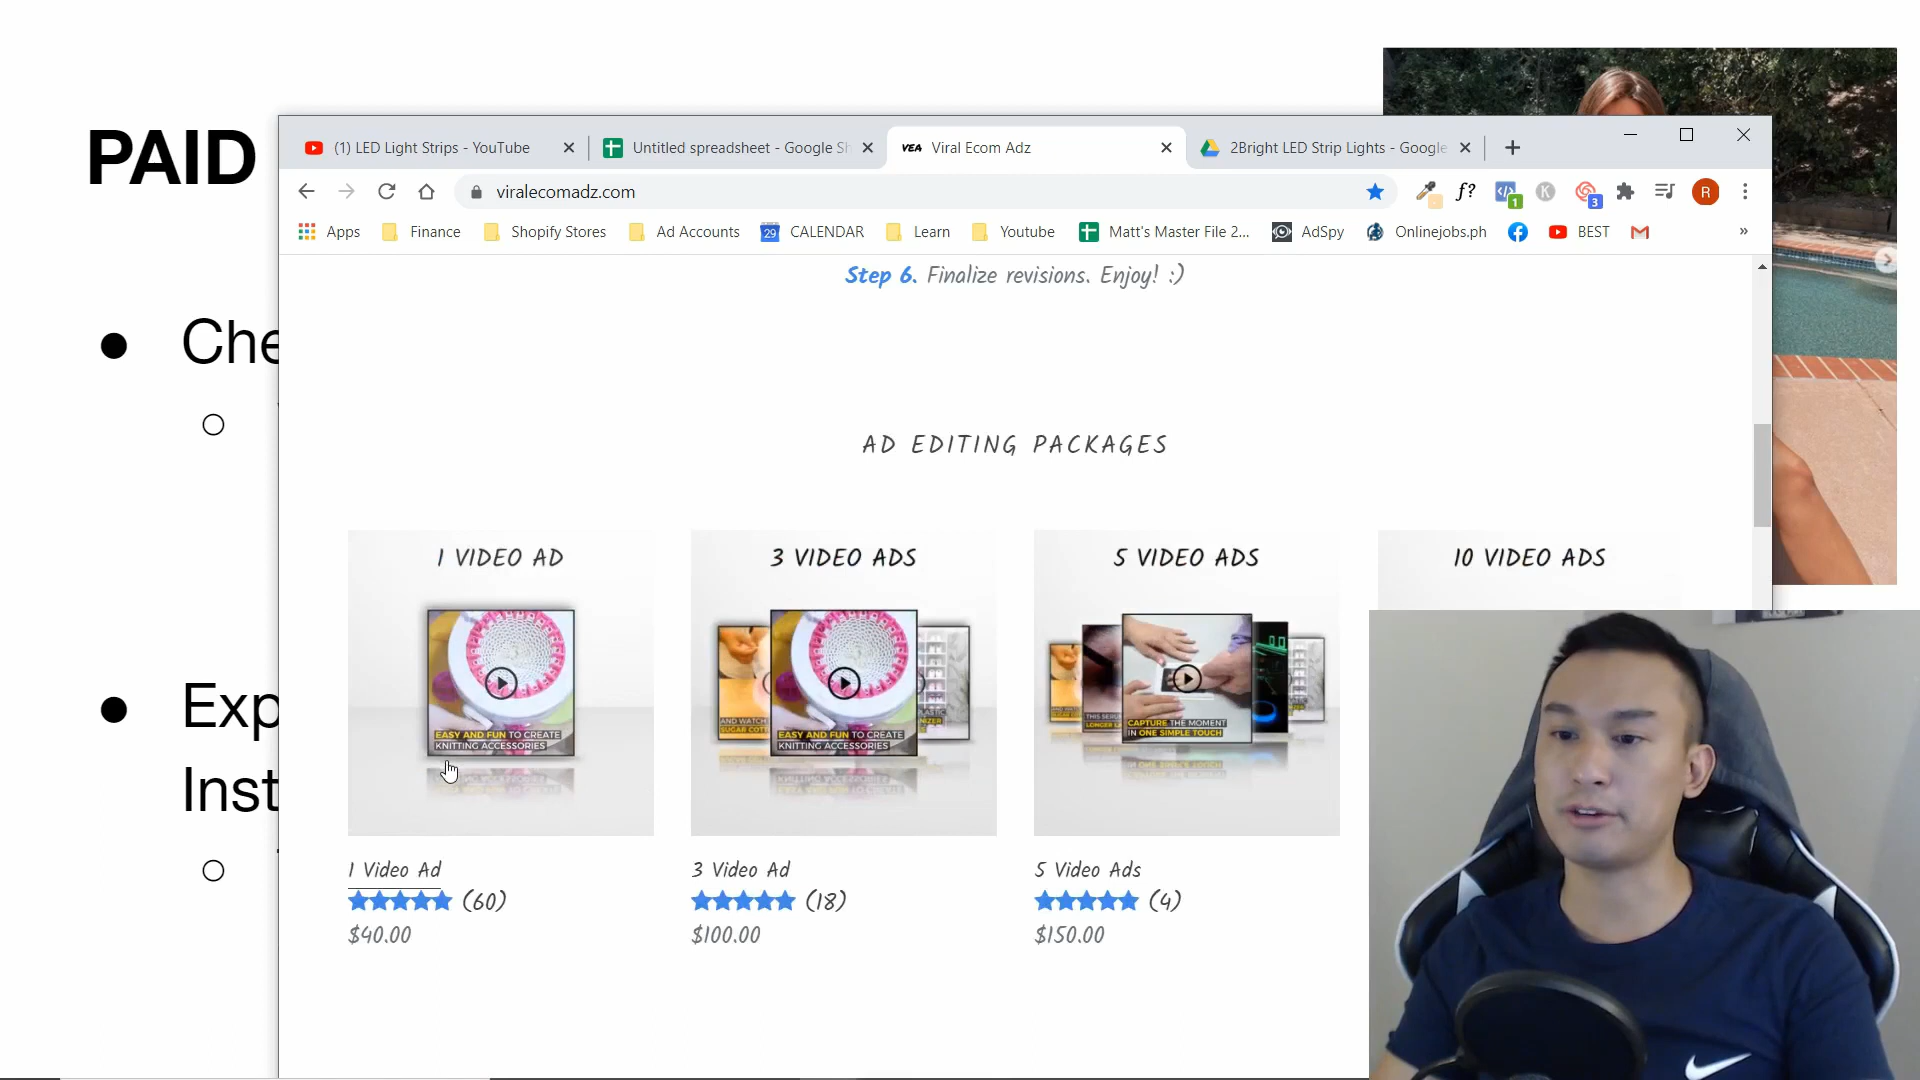 PAID
Che
Exp
Inst
(1) LED Light Strips - YouTube
Untitled spreadsheet - Google Sh
VEA Viral Ecom Adz
2Bright LED Strip Lights - Google
viralecomadz.com
f?
1
K
3
R
Apps
Finance
Shopify Stores
Ad Accounts
29 CALENDAR
Learn
Youtube
Matt's Master File 2...
AdSpy
Onlinejobs.ph
BEST
»
Step 6. Finalize revisions. Enjoy! :)
AD EDITING PACKAGES
1 VIDEO AD
EASY AND FUN TO CREATE
KNITTING ACCESSORIES
1 Video Ad
(60)
$40.00
3 VIDEO ADS
AND WATCH
EASY AND FUN TO CREATE
KNITTING ACCESSORIES
3 Video Ad
(18)
$100.00
5 VIDEO ADS
CAPTURE THE MOMENT
IN ONE SIMPLE TOUCH
5 Video Ads
(4)
$150.00
10 VIDEO ADS